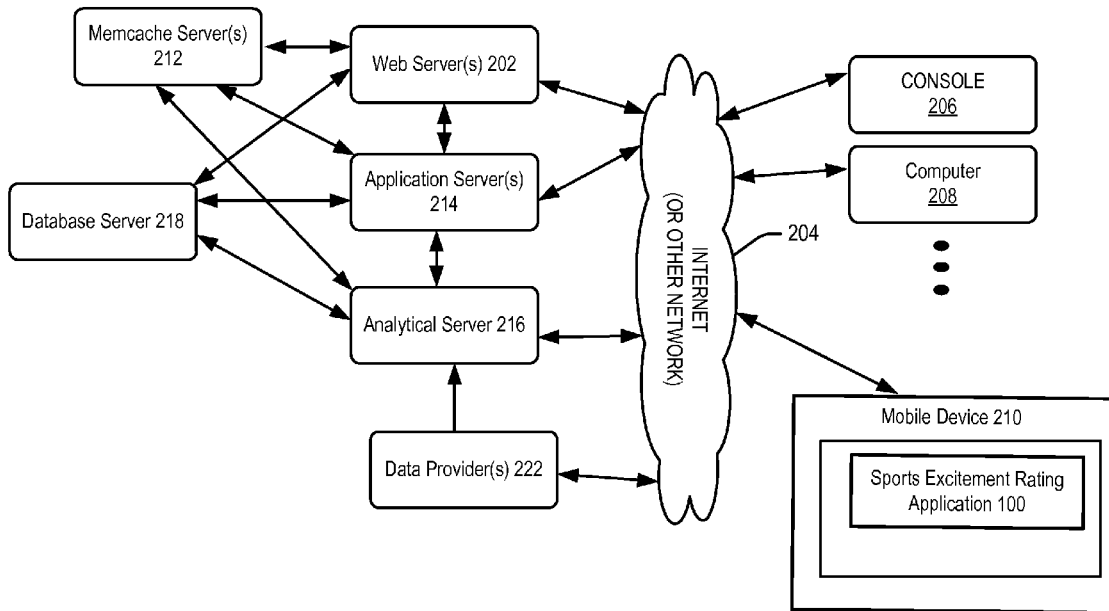 Memcache Server(s)
212
Web Server(s) 202
CONSOLE
206
Application Server(s)
214
Computer
208
Database Server 218
INTERNET
(OR OTHER NETWORK)
204
Analytical Server 216
Data Provider(s) 222
Mobile Device 210
Sports Excitement Rating
Application 100